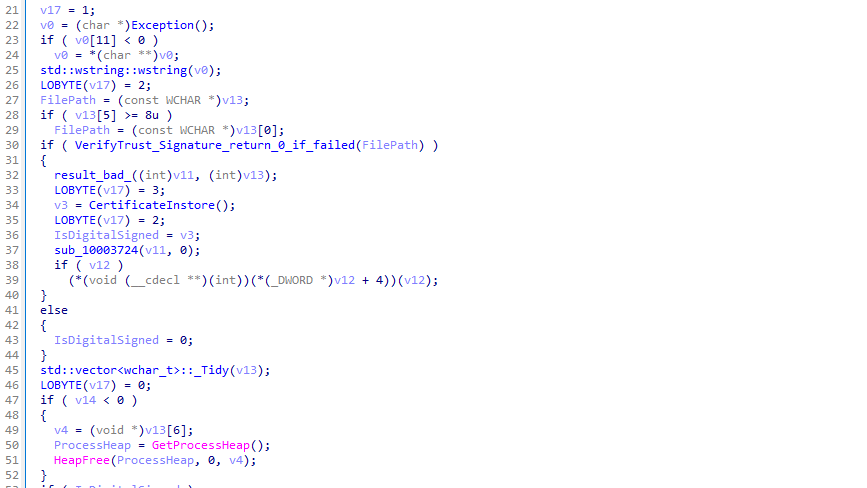 21 v17 = 1;
22 v0 = (char *)Exception();
23 if ( v0[11] < 0 )
24 v0 = *(char **)v0;
25 std::wstring::wstring(v0);
26 LOBYTE(v17) = 2;
27 FilePath = (const WCHAR *)v13;
28 if ( v13[5] >= 8u )
29 FilePath = (const WCHAR *)v13[0];
30 if ( VerifyTrust_Signature_return_0_if_failed(FilePath) )
31 {
32 result_bad_((int)v11, (int)v13);
33 LOBYTE(v17) = 3;
34 v3 = CertificateInstore();
35 LOBYTE(v17) = 2;
36 IsDigitalSigned = v3;
37 sub_10003724(v11, 0);
38 if ( v12 )
39 (*(void (__cdecl **)(int))(*(_DWORD *)v12 + 4))(v12);
40 }
41 else
42 {
43 IsDigitalSigned = 0;
44 }
45 std::vector<wchar_t>::_Tidy(v13);
46 LOBYTE(v17) = 0;
47 if ( v14 < 0 )
48 {
49 v4 = (void *)v13[6];
50 ProcessHeap = GetProcessHeap();
51 HeapFree(ProcessHeap, 0, v4);
52 }